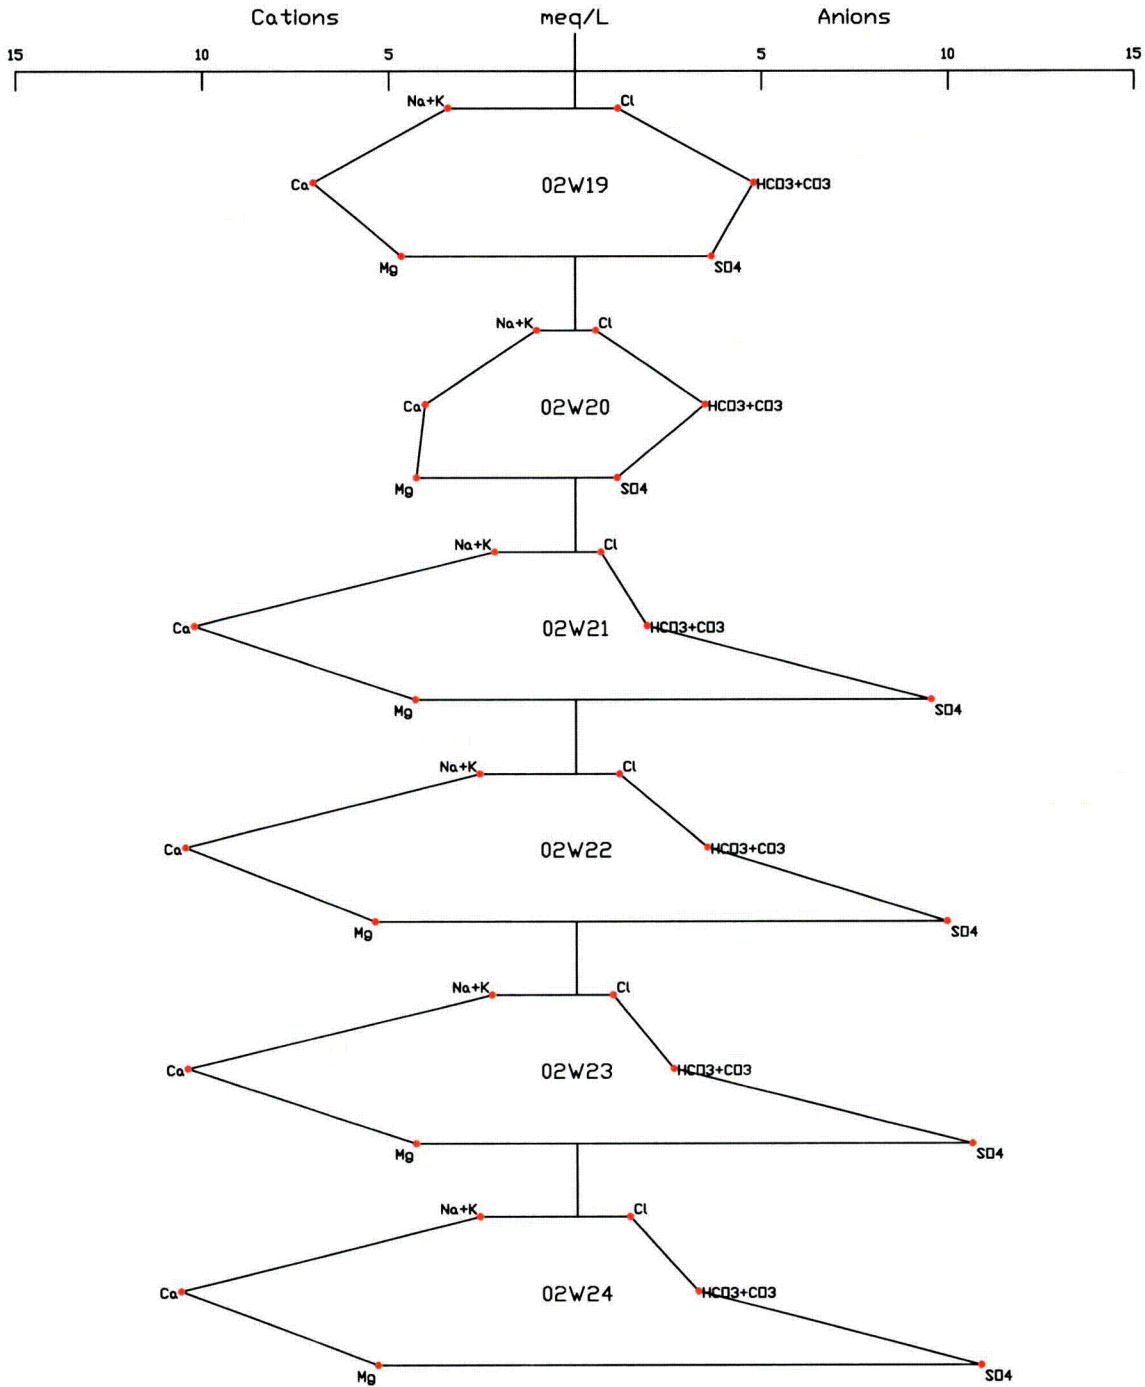 Cations meq/L Anions
15 10 5 5 10 15
Na+K Cl
Ca 02W19 HCO3+CO3
Mg SO4
Na+K Cl
Ca 02W20 HCO3+CO3
Mg SO4
Na+K Cl
Ca 02W21 HCO3+CO3
Mg SO4
Na+K Cl
Ca 02W22 HCO3+CO3
Mg SO4
Na+K Cl
Ca 02W23 HCO3+CO3
Mg SO4
Na+K Cl
Ca 02W24 HCO3+CO3
Mg SO4